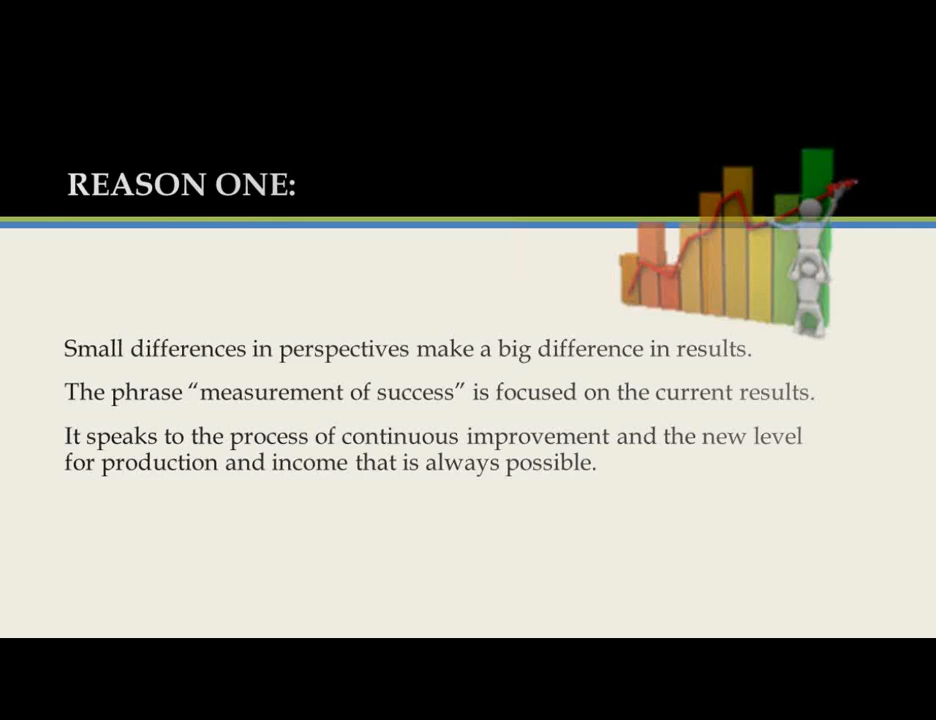 REASON ONE:
Small differences in perspectives make a big difference in results.
The phrase “measurement of success” is focused on the current results.
It speaks to the process of continuous improvement and the new level
for production and income that is always possible.